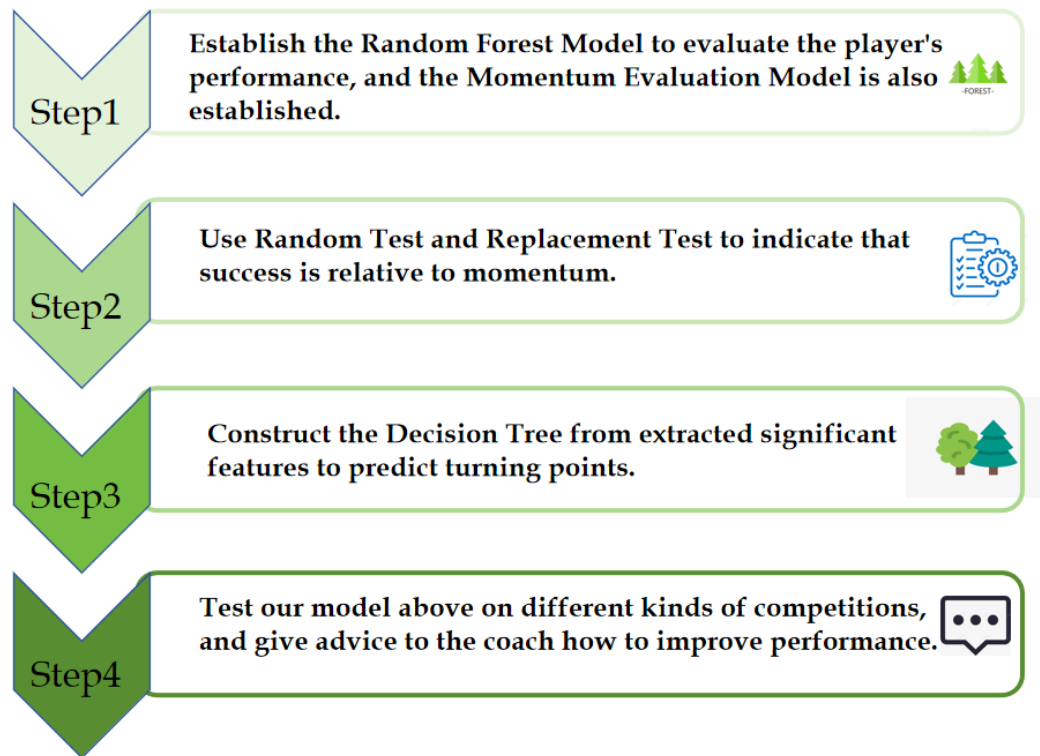 Step1
Establish the Random Forest Model to evaluate the player's
performance, and the Momentum Evaluation Model is also
established.
-FOREST-
Step2
Use Random Test and Replacement Test to indicate that
success is relative to momentum.
Step3
Construct the Decision Tree from extracted significant
features to predict turning points.
Step4
Test our model above on different kinds of competitions,
and give advice to the coach how to improve performance.